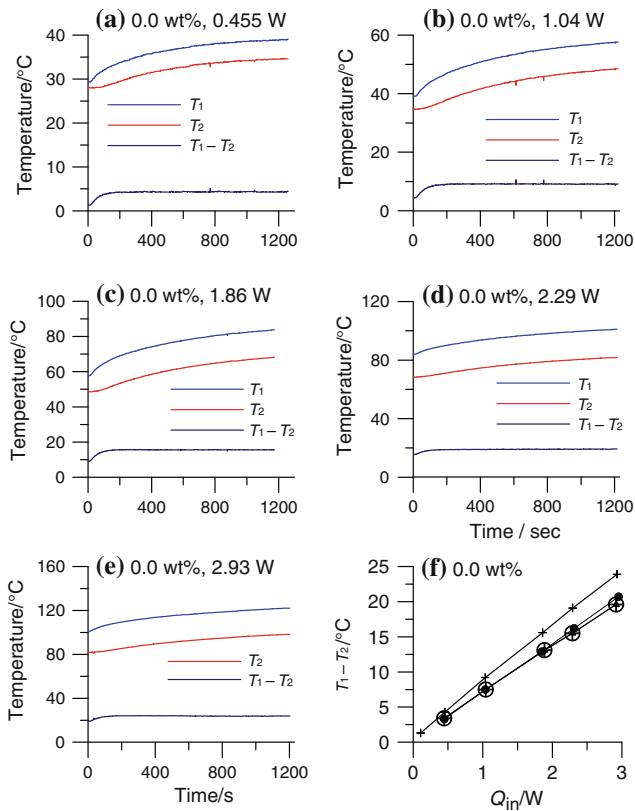 (a) 0.0 wt%, 0.455 W
Temperature/°C
40
30
20
10
0
T1
T2
T1 – T2
0
400
800
1200
(b) 0.0 wt%, 1.04 W
Temperature/°C
60
40
20
0
T1
T2
T1 – T2
0
400
800
1200
(c) 0.0 wt%, 1.86 W
Temperature/°C
100
80
60
40
20
0
T1
T2
T1 – T2
0
400
800
1200
(d) 0.0 wt%, 2.29 W
Temperature/°C
120
80
40
0
T1
T2
T1 – T2
0
400
800
1200
Time / sec
(e) 0.0 wt%, 2.93 W
Temperature/°C
160
120
80
40
0
T2
T1 – T2
0
400
800
1200
Time/s
(f) 0.0 wt%
T1 – T2/°C
25
20
15
10
5
0
0
1
2
3
Qin/W